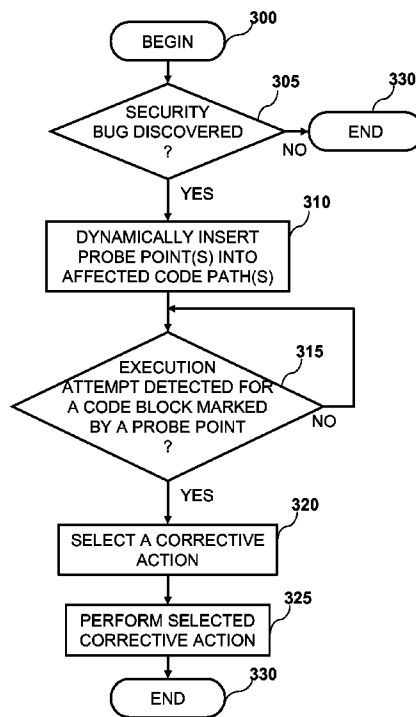 300
BEGIN
305
330
SECURITY
BUG DISCOVERED
?
END
NO
YES
310
DYNAMICALLY INSERT
PROBE POINT(S) INTO
AFFECTED CODE PATH(S)
315
EXECUTION
ATTEMPT DETECTED FOR
A CODE BLOCK MARKED
BY A PROBE POINT
?
NO
YES
320
SELECT A CORRECTIVE
ACTION
325
PERFORM SELECTED
CORRECTIVE ACTION
330
END